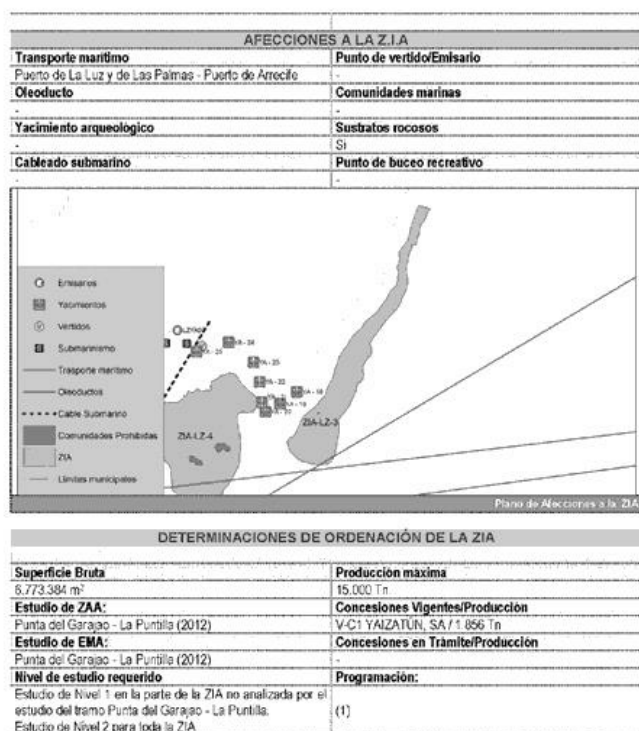 AFECCIONES A LA Z.I.A
Transporte marítimo
Punto de vertido/Emisario
Puerto de La Luz y de Las Palmas - Puerto de Arrecife
-
Oleoducto
Comunidades marinas
-
-
Yacimiento arqueológico
Sustratos rocosos
-
Si
Cableado submarino
Punto de buceo recreativo
-
-
Emisarios
Yacimientos
Vertidos
Submarinismo
Trasporte marítimo
Oleoductos
Cable Submarino
Comunidades Prohibidas
ZIA
Límites municipales
YA - 25
ZIA-LZ-4
ZIA-LZ-3
Plano de Afecciones a la ZIA
DETERMINACIONES DE ORDENACIÓN DE LA ZIA
Superficie Bruta
Producción máxima
6.773.384 m²
15.000 Tn
Estudio de ZAA:
Concesiones Vigentes/Producción
Punta del Garajao - La Puntilla (2012)
V-C1 YAIZATÚN, SA / 1.856 Tn
Estudio de EMA:
Concesiones en Trámite/Producción
Punta del Garajao - La Puntilla (2012)
-
Nivel de estudio requerido
Programación:
Estudio de Nivel 1 en la parte de la ZIA no analizada por el
estudio del tramo Punta del Garajao - La Puntilla.
(1)
Estudio de Nivel 2 para toda la ZIA